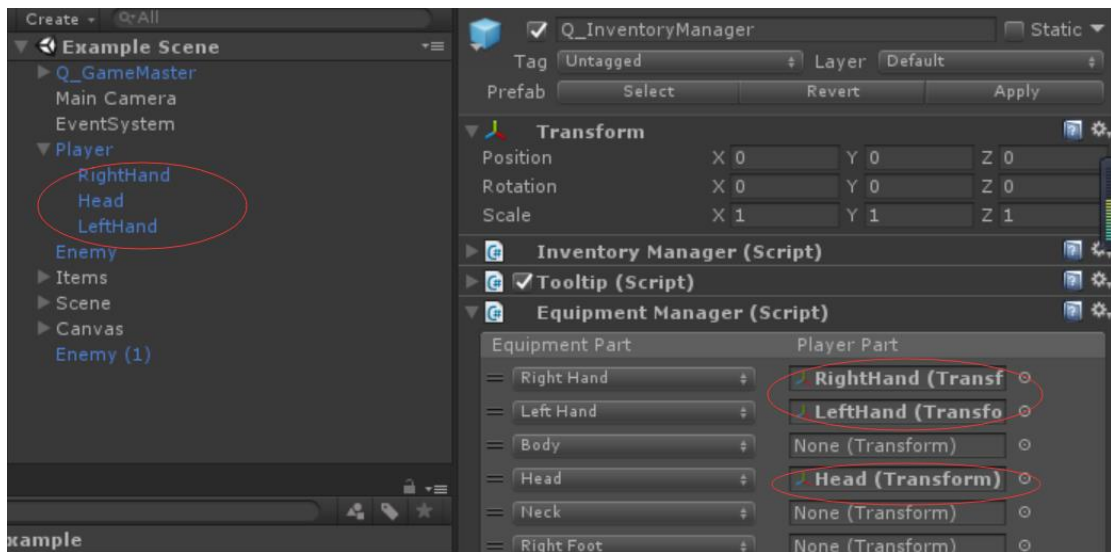 Create
All
Example Scene
Q_GameMaster
Main Camera
EventSystem
Player
RightHand
Head
LeftHand
Enemy
Items
Scene
Canvas
Enemy (1)
xample
Q_InventoryManager
Static
Tag Untagged Layer Default
Prefab Select Revert Apply
Transform
Position X 0 Y 0 Z 0
Rotation X 0 Y 0 Z 0
Scale X 1 Y 1 Z 1
Inventory Manager (Script)
Tooltip (Script)
Equipment Manager (Script)
Equipment Part Player Part
Right Hand RightHand (Transf
Left Hand LeftHand (Transfo
Body None (Transform)
Head Head (Transform)
Neck None (Transform)
Right Foot None (Transform)